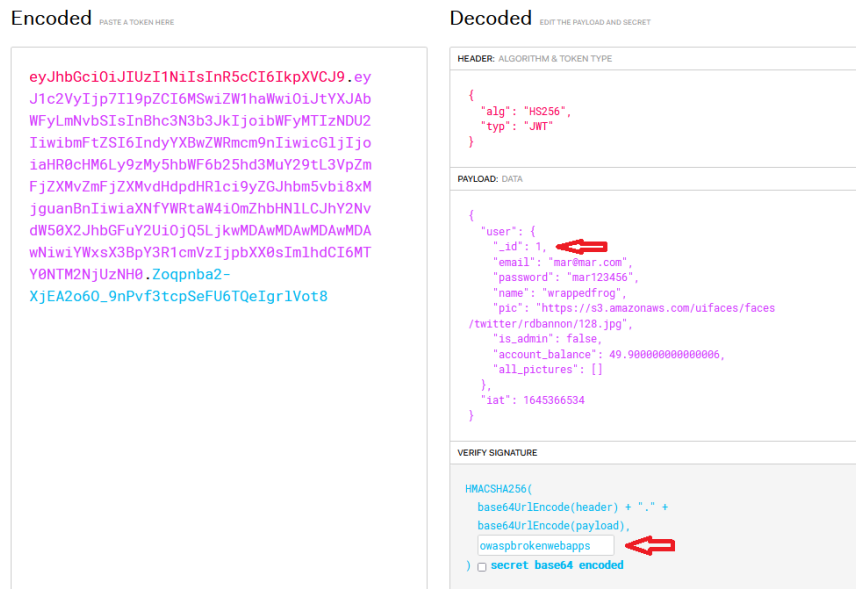 Encoded PASTE A TOKEN HERE
eyJhbGciOiJIUzI1NiIsInR5cCI6IkpXVCJ9.ey
J1c2VyIjp7Il9pZCI6MSwiZW1haWwiOiJtYXJAb
WFyLmNvbSIsInBhc3N3b3JkIjoibWFyMTIzNDU2
IiwibmFtZSI6IndyYXBwZWRmcm9nIiwicGljIjo
iaHR0cHM6Ly9zMy5hbWF6b25hd3MuY29tL3VpZm
FjZXMvZmFjZXMvdHdpdHRlci9yZGJhbm5vbi8xM
jguanBnIiwiaXNfYWRtaW4iOmZhbHNlLCJhY2Nv
dW50X2JhbGFuY2UiOjQ5LjkwMDAwMDAwMDAwMDA
wNiwiYWxsX3BpY3R1cmVzIjpbXX0sImlhdCI6MT
Y0NTM2NjUzNH0.Zoqpnba2-
XjEA2o6O_9nPvf3tcpSeFU6TQeIgrlVot8
Decoded EDIT THE PAYLOAD AND SECRET
HEADER: ALGORITHM & TOKEN TYPE
{
"alg": "HS256",
"typ": "JWT"
}
PAYLOAD: DATA
{
"user": {
"_id": 1,
"email": "mar@mar.com",
"password": "mar123456",
"name": "wrappedfrog",
"pic": "https://s3.amazonaws.com/uifaces/faces
/twitter/rdbannon/128.jpg",
"is_admin": false,
"account_balance": 49.900000000000006,
"all_pictures": []
},
"iat": 1645366534
}
VERIFY SIGNATURE
HMACSHA256(
base64UrlEncode(header) + "." +
base64UrlEncode(payload),
owaspbrokenwebapps
) secret base64 encoded